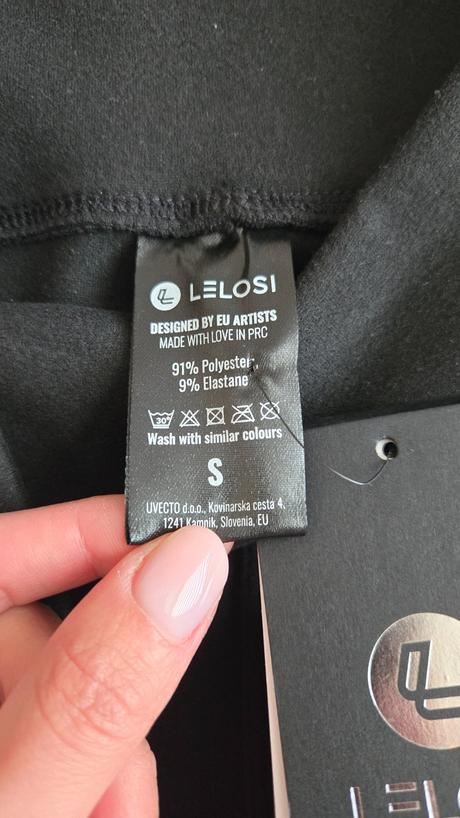 LELOSI
DESIGNED BY EU ARTISTS
MADE WITH LOVE IN PRC
91% Polyester,
9% Elastane
30°
Wash with similar colours
S
UVECTO d.o.o., Kovinarska cesta 4,
1241 Kamnik, Slovenia, EU
LELOSI